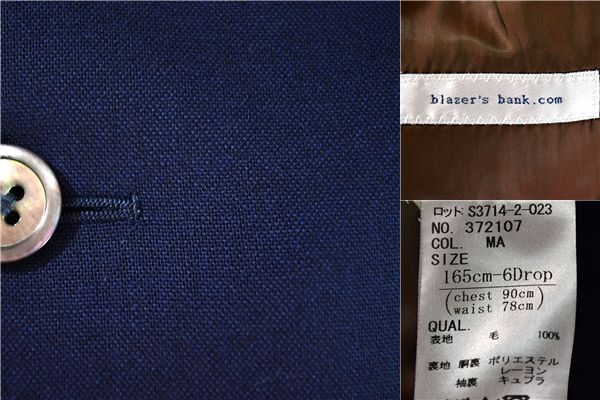 blazer's bank.com
ロット: S3714-2-023
NO. 372107
COL. MA
SIZE
165cm-6Drop
(chest 90cm
waist 78cm)
QUAL.
表地 毛 100%
裏地 胴裏 ポリエステル
レーヨン
袖裏 キュプラ